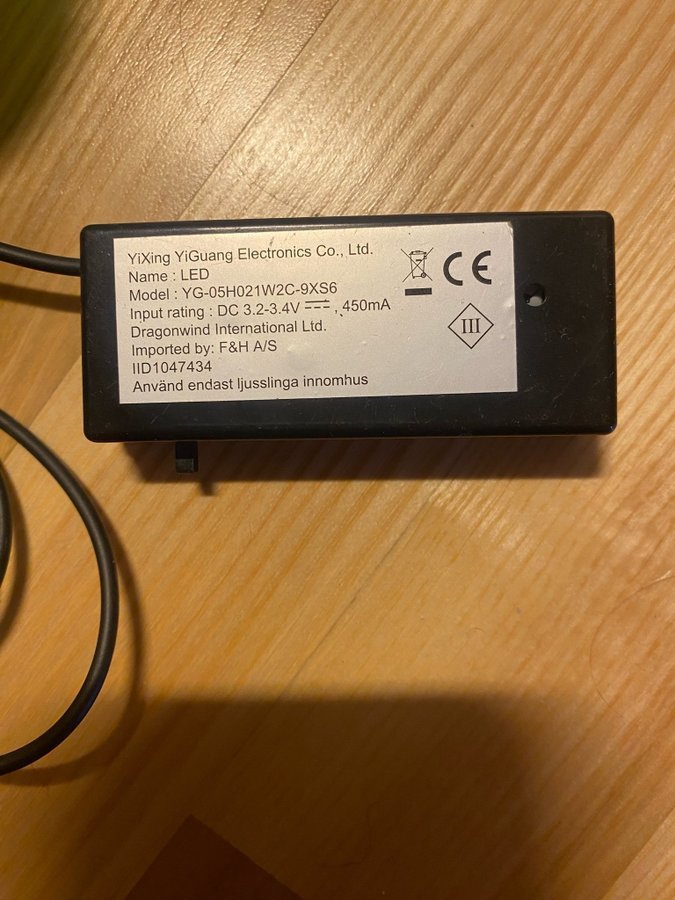 YiXing YiGuang Electronics Co., Ltd.
Name : LED
Model : YG-05H021W2C-9XS6
Input rating : DC 3.2-3.4V ⎓ , 450mA
Dragonwind International Ltd.
Imported by: F&H A/S
IID1047434
Använd endast ljusslinga innomhus
CE
III